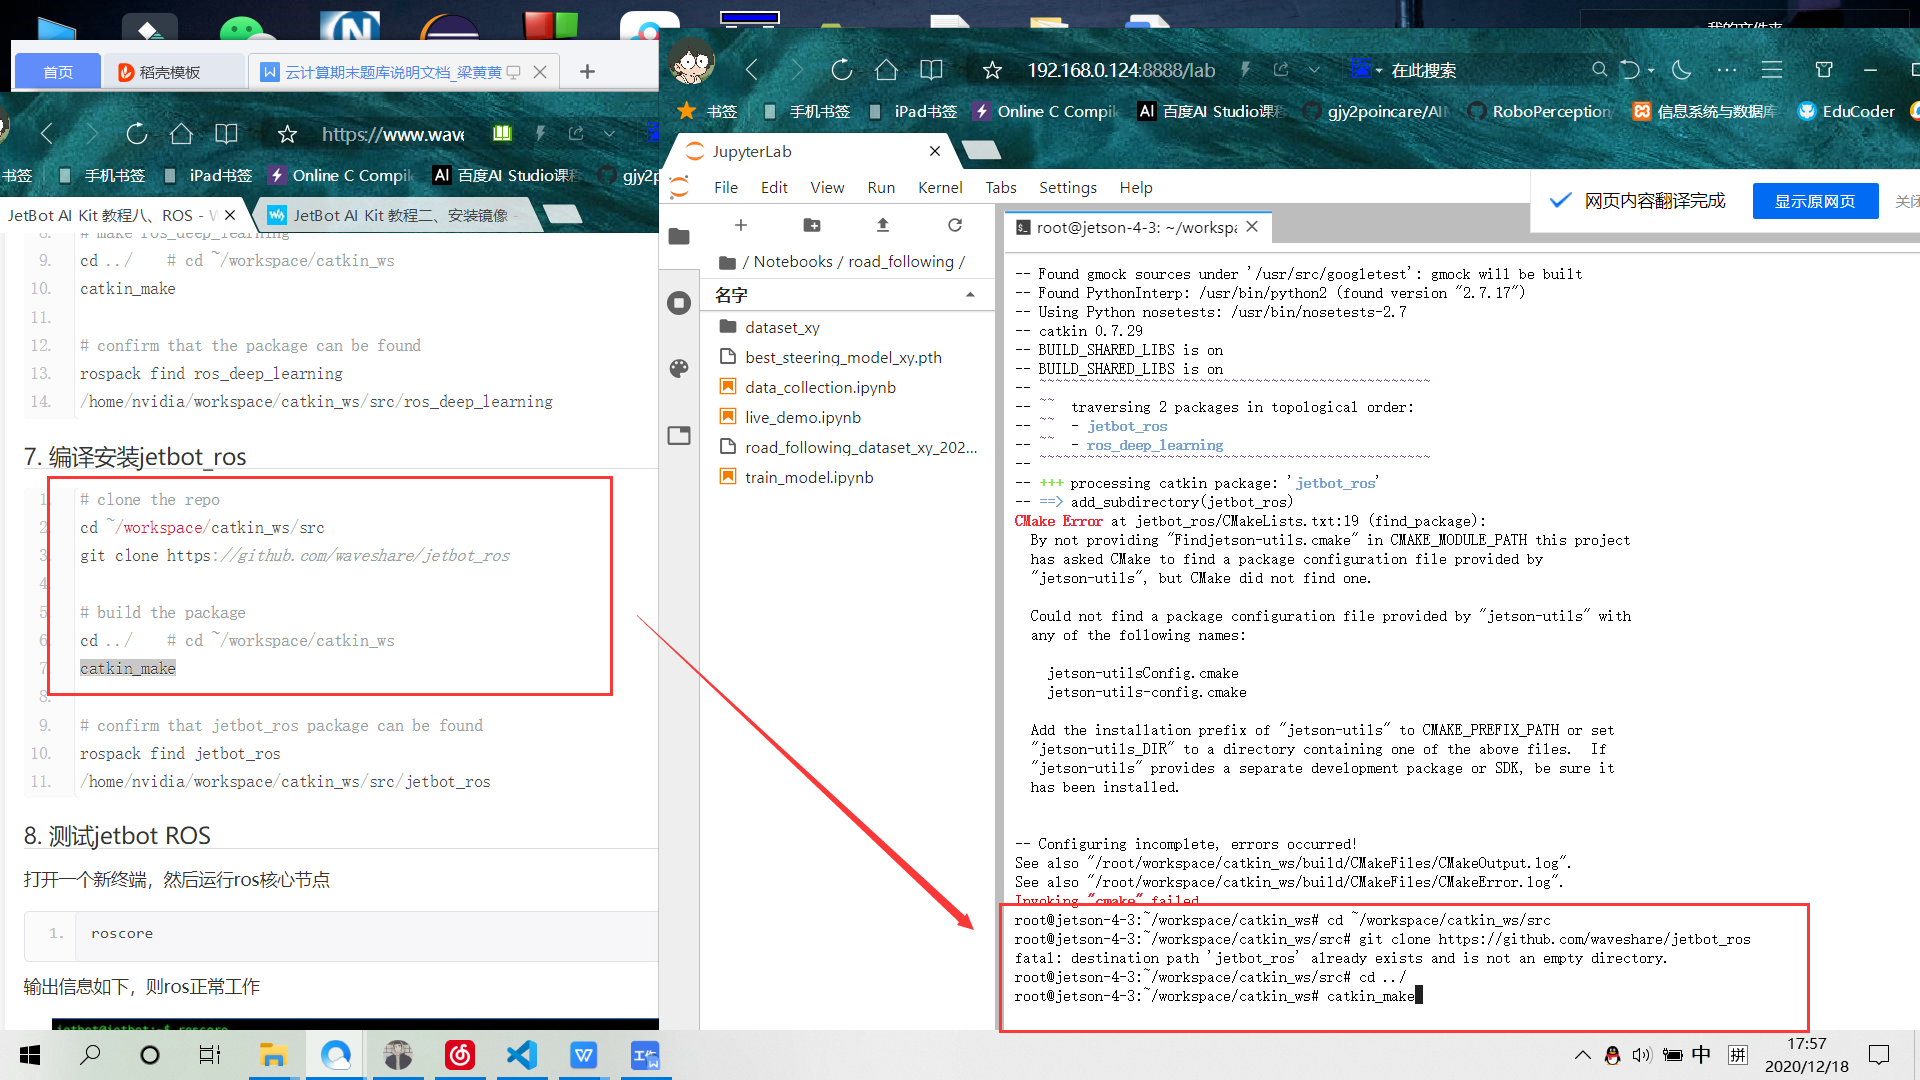 我的文件夹
首页
稻壳模板
云计算期末题库说明文档_梁黄黄
https://www.wave
书签
手机书签
iPad书签
Online C Compil
AI 百度AI Studio课程
gjy2p
JetBot AI Kit 教程八、ROS - W
JetBot AI Kit 教程二、安装镜像 -
8. # make ros_deep_learning
9. cd ../    # cd ~/workspace/catkin_ws
10. catkin_make
11.
12. # confirm that the package can be found
13. rospack find ros_deep_learning
14. /home/nvidia/workspace/catkin_ws/src/ros_deep_learning
7. 编译安装jetbot_ros
1. # clone the repo
2. cd ~/workspace/catkin_ws/src
3. git clone https://github.com/waveshare/jetbot_ros
4.
5. # build the package
6. cd ../    # cd ~/workspace/catkin_ws
7. catkin_make
8.
9. # confirm that jetbot_ros package can be found
10. rospack find jetbot_ros
11. /home/nvidia/workspace/catkin_ws/src/jetbot_ros
8. 测试jetbot ROS
打开一个新终端，然后运行ros核心节点
1. roscore
输出信息如下，则ros正常工作
jetbot@jetbot:~$ roscore
192.168.0.124:8888/lab
在此搜索
书签
手机书签
iPad书签
Online C Compil
AI 百度AI Studio课程
gjy2poincare/AI
RoboPerception
信息系统与数据库
EduCoder
JupyterLab
File Edit View Run Kernel Tabs Settings Help
网页内容翻译完成
显示原网页
关闭
/ Notebooks / road_following /
名字
dataset_xy
best_steering_model_xy.pth
data_collection.ipynb
live_demo.ipynb
road_following_dataset_xy_202...
train_model.ipynb
root@jetson-4-3: ~/workspa
-- Found gmock sources under '/usr/src/googletest': gmock will be built
-- Found PythonInterp: /usr/bin/python2 (found version "2.7.17")
-- Using Python nosetests: /usr/bin/nosetests-2.7
-- catkin 0.7.29
-- BUILD_SHARED_LIBS is on
-- BUILD_SHARED_LIBS is on
-- ~~~~~~~~~~~~~~~~~~~~~~~~~~~~~~~~~~~~~~~~~~~~~~~~~
-- ~~  traversing 2 packages in topological order:
-- ~~  - jetbot_ros
-- ~~  - ros_deep_learning
-- ~~~~~~~~~~~~~~~~~~~~~~~~~~~~~~~~~~~~~~~~~~~~~~~~~
-- +++ processing catkin package: 'jetbot_ros'
-- ==> add_subdirectory(jetbot_ros)
CMake Error at jetbot_ros/CMakeLists.txt:19 (find_package):
By not providing "Findjetson-utils.cmake" in CMAKE_MODULE_PATH this project
has asked CMake to find a package configuration file provided by
"jetson-utils", but CMake did not find one.
Could not find a package configuration file provided by "jetson-utils" with
any of the following names:
jetson-utilsConfig.cmake
jetson-utils-config.cmake
Add the installation prefix of "jetson-utils" to CMAKE_PREFIX_PATH or set
"jetson-utils_DIR" to a directory containing one of the above files.  If
"jetson-utils" provides a separate development package or SDK, be sure it
has been installed.
-- Configuring incomplete, errors occurred!
See also "/root/workspace/catkin_ws/build/CMakeFiles/CMakeOutput.log".
See also "/root/workspace/catkin_ws/build/CMakeFiles/CMakeError.log".
Invoking "cmake" failed
root@jetson-4-3:~/workspace/catkin_ws# cd ~/workspace/catkin_ws/src
root@jetson-4-3:~/workspace/catkin_ws/src# git clone https://github.com/waveshare/jetbot_ros
fatal: destination path 'jetbot_ros' already exists and is not an empty directory.
root@jetson-4-3:~/workspace/catkin_ws/src# cd ../
root@jetson-4-3:~/workspace/catkin_ws# catkin_make
中
拼
17:57
2020/12/18